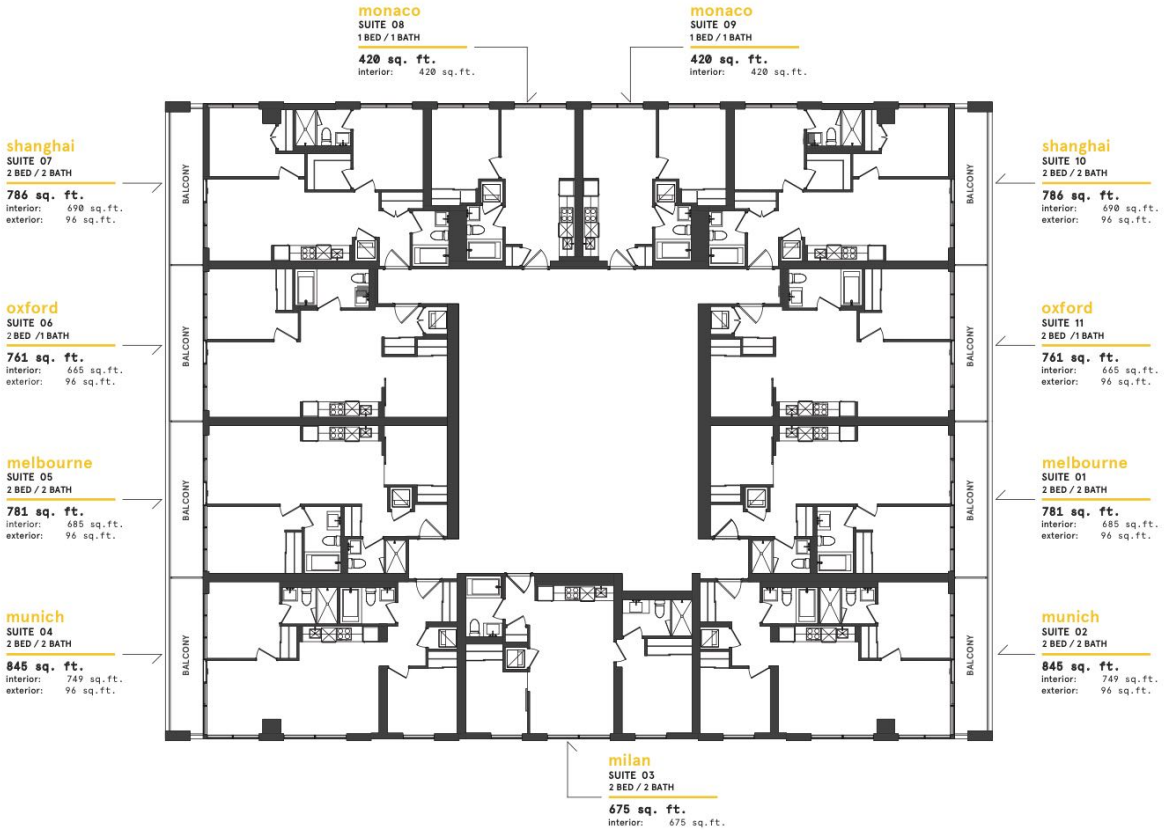 monaco
SUITE 08
1 BED / 1 BATH
420 sq. ft.
interior: 420 sq.ft.
monaco
SUITE 09
1 BED / 1 BATH
420 sq. ft.
interior: 420 sq.ft.
shanghai
SUITE 07
2 BED / 2 BATH
786 sq. ft.
interior: 690 sq.ft.
exterior: 96 sq.ft.
BALCONY
BALCONY
shanghai
SUITE 10
2 BED / 2 BATH
786 sq. ft.
interior: 690 sq.ft.
exterior: 96 sq.ft.
oxford
SUITE 06
2 BED /1 BATH
761 sq. ft.
interior: 665 sq.ft.
exterior: 96 sq.ft.
BALCONY
BALCONY
oxford
SUITE 11
2 BED /1 BATH
761 sq. ft.
interior: 665 sq.ft.
exterior: 96 sq.ft.
melbourne
SUITE 05
2 BED / 2 BATH
781 sq. ft.
interior: 685 sq.ft.
exterior: 96 sq.ft.
BALCONY
BALCONY
melbourne
SUITE 01
2 BED / 2 BATH
781 sq. ft.
interior: 685 sq.ft.
exterior: 96 sq.ft.
munich
SUITE 04
2 BED / 2 BATH
845 sq. ft.
interior: 749 sq.ft.
exterior: 96 sq.ft.
BALCONY
BALCONY
munich
SUITE 02
2 BED / 2 BATH
845 sq. ft.
interior: 749 sq.ft.
exterior: 96 sq.ft.
milan
SUITE 03
2 BED / 2 BATH
675 sq. ft.
interior: 675 sq.ft.